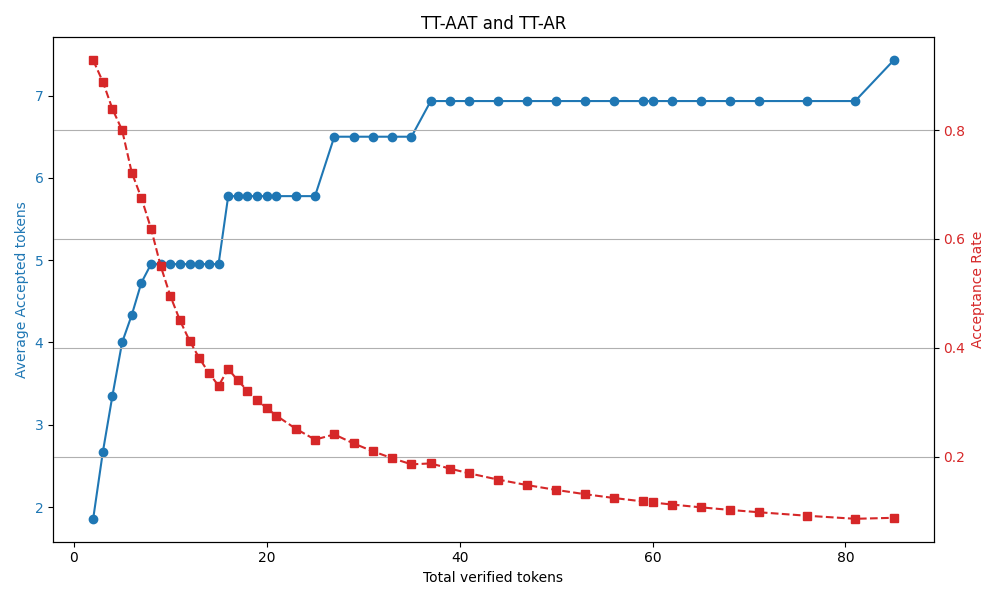 TT-AAT and TT-AR
Average Accepted tokens
7
6
5
4
3
2
0.8
0.6
0.4
0.2
Acceptance Rate
0 20 40 60 80
Total verified tokens